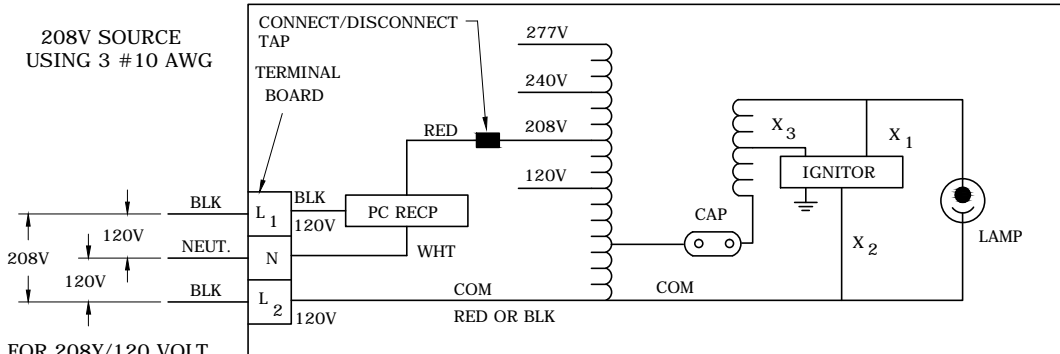 208V SOURCE
USING 3 #10 AWG
CONNECT/DISCONNECT
TAP
TERMINAL
BOARD
277V
240V
RED
208V
120V
X3
X1
IGNITOR
BLK
L1
BLK
120V
PC RECP
CAP
LAMP
120V
208V
NEUT.
N
WHT
X2
120V
BLK
L2
120V
COM
COM
RED OR BLK
FOR 208Y/120 VOLT